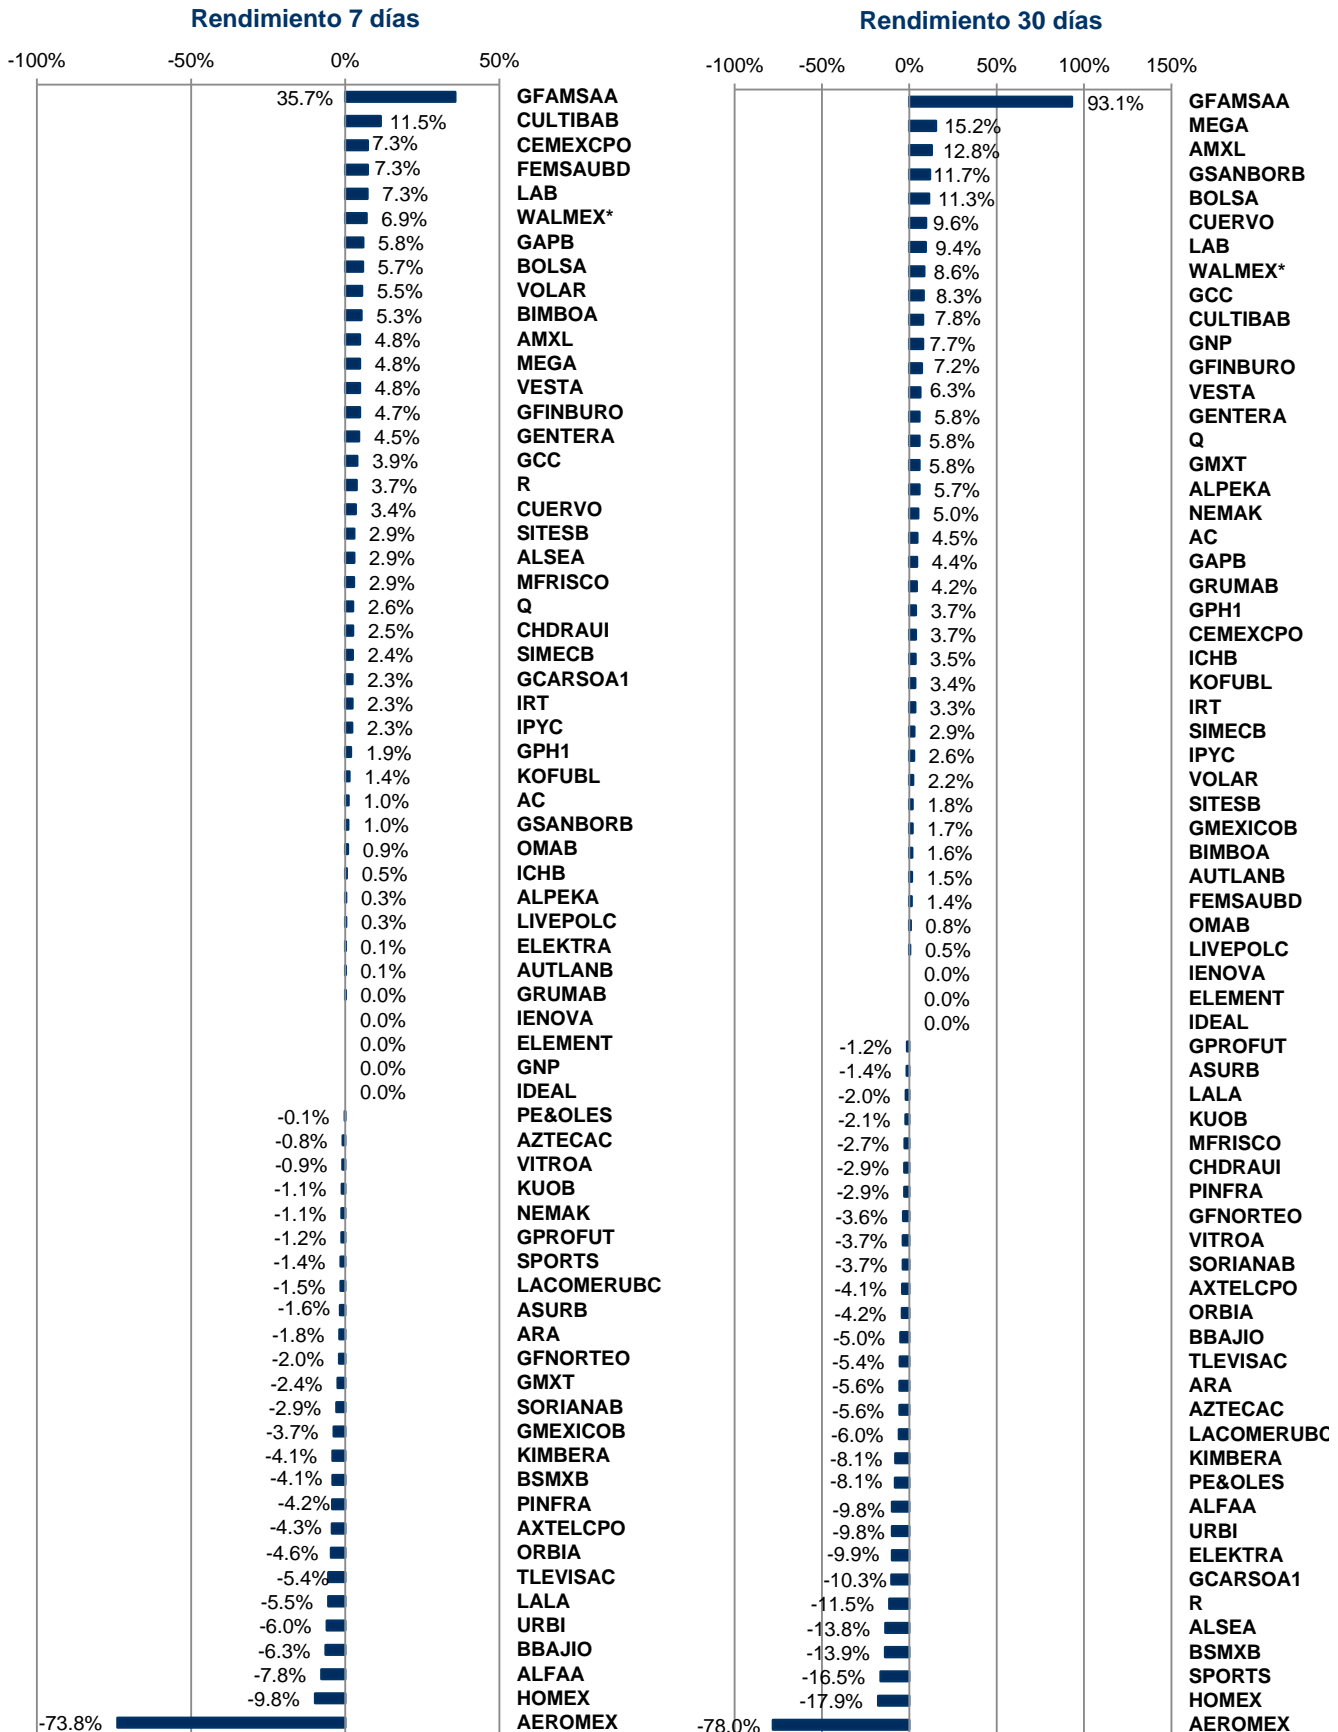 Rendimiento 7 días
-100% -50% 0% 50%
35.7% GFAMSAA
11.5% CULTIBAB
7.3% CEMEXCPO
7.3% FEMSAUBD
7.3% LAB
6.9% WALMEX*
5.8% GAPB
5.7% BOLSA
5.5% VOLAR
5.3% BIMBOA
4.8% AMXL
4.8% MEGA
4.8% VESTA
4.7% GFINBURO
4.5% GENTERA
3.9% GCC
3.7% R
3.4% CUERVO
2.9% SITESB
2.9% ALSEA
2.9% MFRISCO
2.6% Q
2.5% CHDRAUI
2.4% SIMECB
2.3% GCARSOA1
2.3% IRT
2.3% IPYC
1.9% GPH1
1.4% KOFUBL
1.0% AC
1.0% GSANBORB
0.9% OMAB
0.5% ICHB
0.3% ALPEKA
0.3% LIVEPOLC
0.1% ELEKTRA
0.1% AUTLANB
0.0% GRUMAB
0.0% IENOVA
0.0% ELEMENT
0.0% GNP
0.0% IDEAL
-0.1% PE&OLES
-0.8% AZTECAC
-0.9% VITROA
-1.1% KUOB
-1.1% NEMAK
-1.2% GPROFUT
-1.4% SPORTS
-1.5% LACOMERUBC
-1.6% ASURB
-1.8% ARA
-2.0% GFNORTEO
-2.4% GMXT
-2.9% SORIANAB
-3.7% GMEXICOB
-4.1% KIMBERA
-4.1% BSMXB
-4.2% PINFRA
-4.3% AXTELCPO
-4.6% ORBIA
-5.4% TLEVISAC
-5.5% LALA
-6.0% URBI
-6.3% BBAJIO
-7.8% ALFAA
-9.8% HOMEX
-73.8% AEROMEX
Rendimiento 30 días
-100% -50% 0% 50% 100% 150%
93.1% GFAMSAA
15.2% MEGA
12.8% AMXL
11.7% GSANBORB
11.3% BOLSA
9.6% CUERVO
9.4% LAB
8.6% WALMEX*
8.3% GCC
7.8% CULTIBAB
7.7% GNP
7.2% GFINBURO
6.3% VESTA
5.8% GENTERA
5.8% Q
5.8% GMXT
5.7% ALPEKA
5.0% NEMAK
4.5% AC
4.4% GAPB
4.2% GRUMAB
3.7% GPH1
3.7% CEMEXCPO
3.5% ICHB
3.4% KOFUBL
3.3% IRT
2.9% SIMECB
2.6% IPYC
2.2% VOLAR
1.8% SITESB
1.7% GMEXICOB
1.6% BIMBOA
1.5% AUTLANB
1.4% FEMSAUBD
0.8% OMAB
0.5% LIVEPOLC
0.0% IENOVA
0.0% ELEMENT
0.0% IDEAL
-1.2% GPROFUT
-1.4% ASURB
-2.0% LALA
-2.1% KUOB
-2.7% MFRISCO
-2.9% CHDRAUI
-2.9% PINFRA
-3.6% GFNORTEO
-3.7% VITROA
-3.7% SORIANAB
-4.1% AXTELCPO
-4.2% ORBIA
-5.0% BBAJIO
-5.4% TLEVISAC
-5.6% ARA
-5.6% AZTECAC
-6.0% LACOMERUBC
-8.1% KIMBERA
-8.1% PE&OLES
-9.8% ALFAA
-9.8% URBI
-9.9% ELEKTRA
-10.3% GCARSOA1
-11.5% R
-13.8% ALSEA
-13.9% BSMXB
-16.5% SPORTS
-17.9% HOMEX
-78.0% AEROMEX